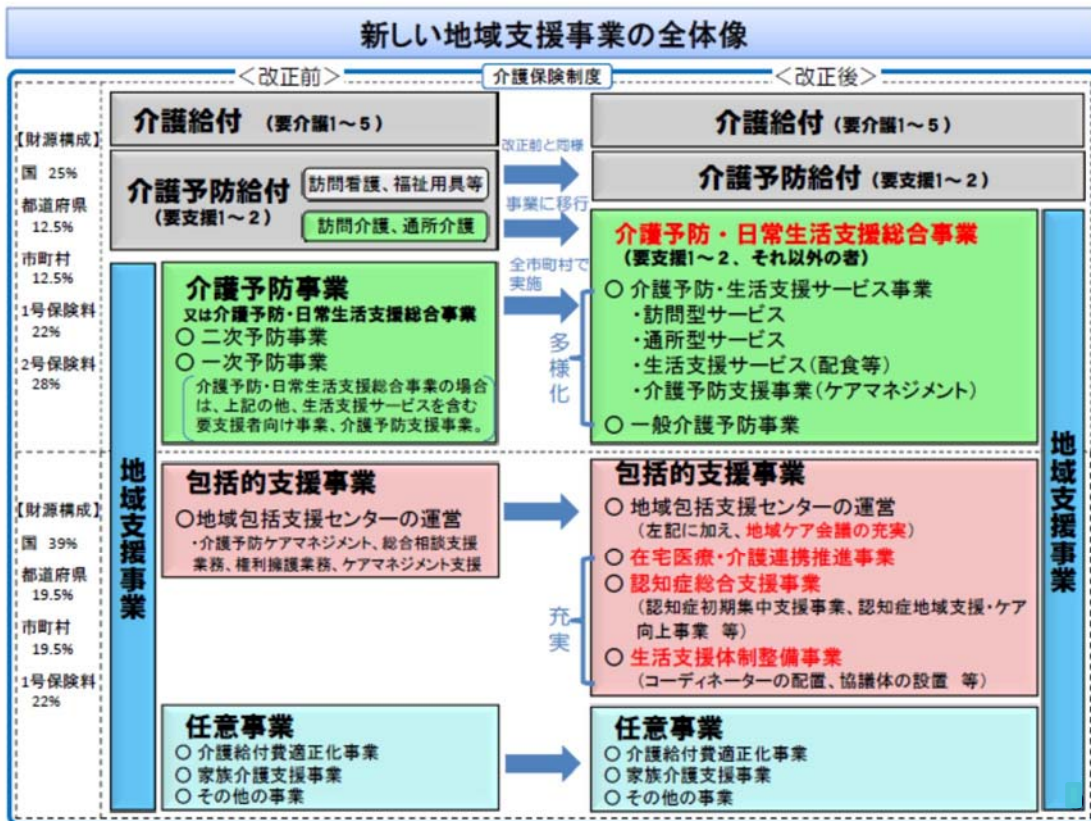 新しい地域支援事業の全体像
介護保険制度
＜改正前＞
＜改正後＞
【財源構成】
国 25%
都道府県
12.5%
市町村
12.5%
1号保険料
22%
2号保険料
28%
介護給付 （要介護1～5）
介護予防給付
（要支援1～2）
訪問看護、福祉用具等
訪問介護、通所介護
改正前と同様
事業に移行
全市町村で
実施
介護給付（要介護1～5）
介護予防給付（要支援1～2）
地域支援事業
介護予防事業
又は介護予防・日常生活支援総合事業
○ 二次予防事業
○ 一次予防事業
介護予防・日常生活支援総合事業の場合
は、上記の他、生活支援サービスを含む
要支援者向け事業、介護予防支援事業。
多様化
介護予防・日常生活支援総合事業
（要支援1～2、それ以外の者）
○ 介護予防・生活支援サービス事業
・訪問型サービス
・通所型サービス
・生活支援サービス（配食等）
・介護予防支援事業（ケアマネジメント）
○ 一般介護予防事業
地域支援事業
【財源構成】
国 39%
都道府県
19.5%
市町村
19.5%
1号保険料
22%
包括的支援事業
○地域包括支援センターの運営
・介護予防ケアマネジメント、総合相談支援
業務、権利擁護業務、ケアマネジメント支援
充実
包括的支援事業
○ 地域包括支援センターの運営
（左記に加え、地域ケア会議の充実）
○ 在宅医療・介護連携推進事業
○ 認知症総合支援事業
（認知症初期集中支援事業、認知症地域支援・ケア
向上事業 等）
○ 生活支援体制整備事業
（コーディネーターの配置、協議体の設置 等）
任意事業
○ 介護給付費適正化事業
○ 家族介護支援事業
○ その他の事業
任意事業
○ 介護給付費適正化事業
○ 家族介護支援事業
○ その他の事業